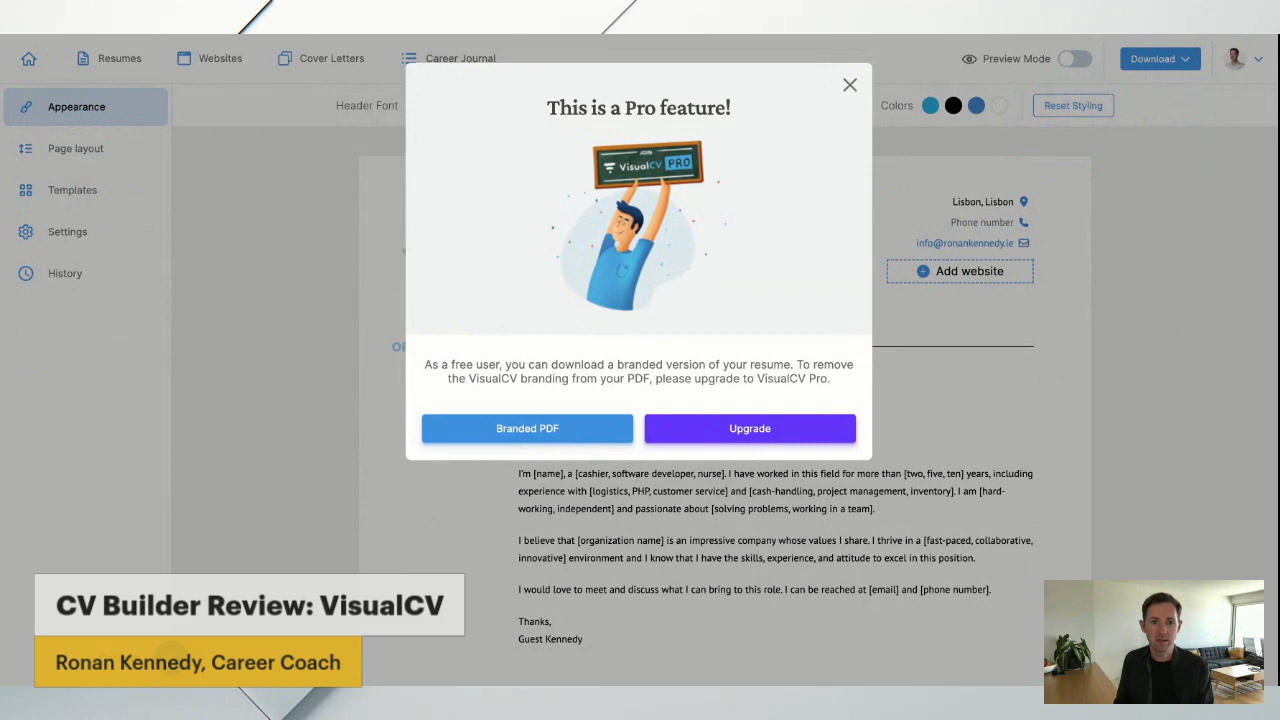 Resumes
Websites
Cover Letters
Career Journal
Preview Mode
Download
Appearance
Header Font
Colors
Reset Styling
Page layout
Templates
Settings
History
This is a Pro feature!
JOIN
VisualCV PRO
As a free user, you can download a branded version of your resume. To remove
the VisualCV branding from your PDF, please upgrade to VisualCV Pro.
Branded PDF
Upgrade
Lisbon, Lisbon
Phone number
info@ronankennedy.ie
Add website
I'm [name], a [cashier, software developer, nurse]. I have worked in this field for more than [two, five, ten] years, including
experience with [logistics, PHP, customer service] and [cash-handling, project management, inventory]. I am [hard-
working, independent] and passionate about [solving problems, working in a team].
I believe that [organization name] is an impressive company whose values I share. I thrive in a [fast-paced, collaborative,
innovative] environment and I know that I have the skills, experience, and attitude to excel in this position.
I would love to meet and discuss what I can bring to this role. I can be reached at [email] and [phone number].
Thanks,
Guest Kennedy
CV Builder Review: VisualCV
Ronan Kennedy, Career Coach